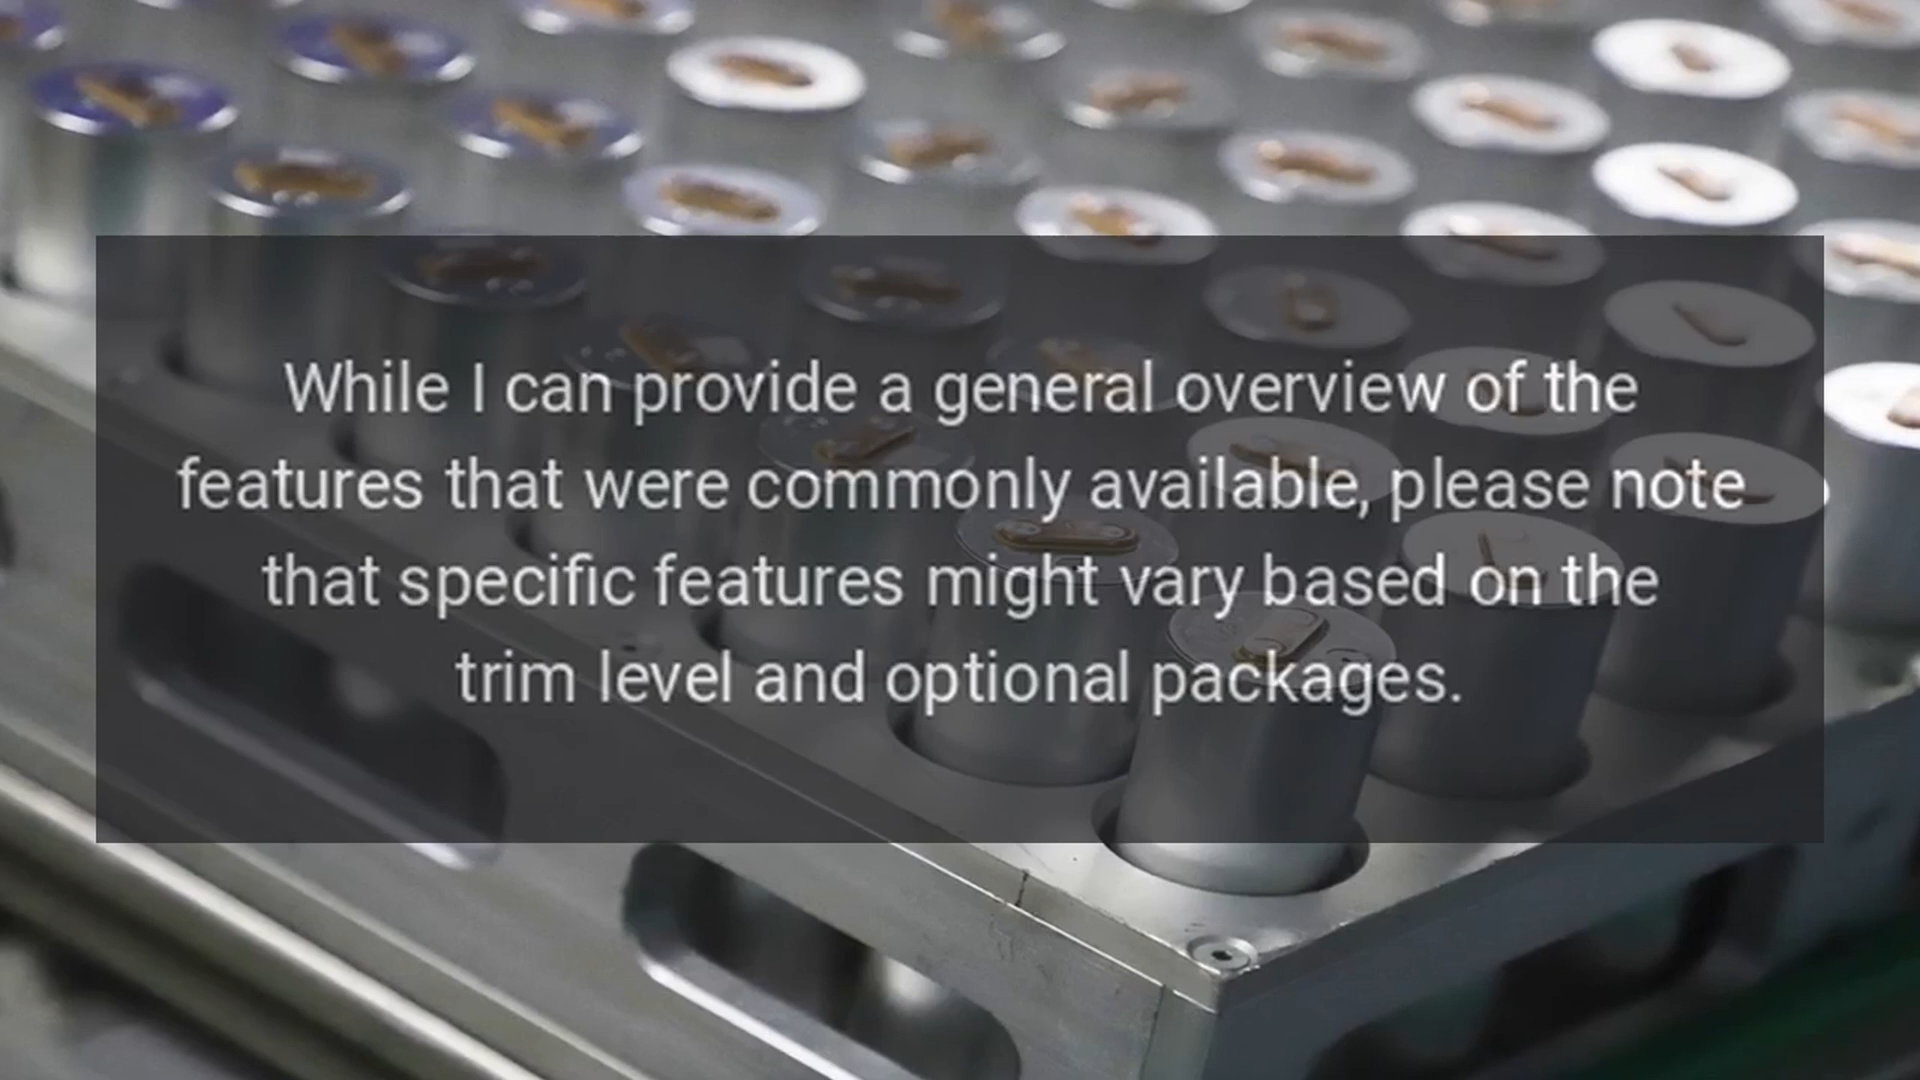 While I can provide a general overview of the
features that were commonly available, please note
that specific features might vary based on the
trim level and optional packages.